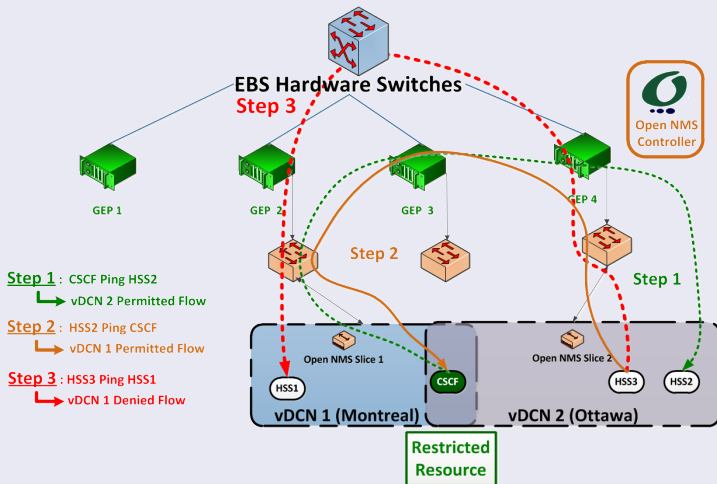 EBS Hardware Switches
Step 3
Open NMS
Controller
GEP 1
GEP 2
GEP 3
GEP 4
Step 2
Step 1
Step 1 : CSCF Ping HSS2
vDCN 2 Permitted Flow
Step 2 : HSS2 Ping CSCF
vDCN 1 Permitted Flow
Step 3 : HSS3 Ping HSS1
vDCN 1 Denied Flow
Open NMS Slice 1
Open NMS Slice 2
HSS1
CSCF
HSS3
HSS2
vDCN 1 (Montreal)
vDCN 2 (Ottawa)
Restricted
Resource